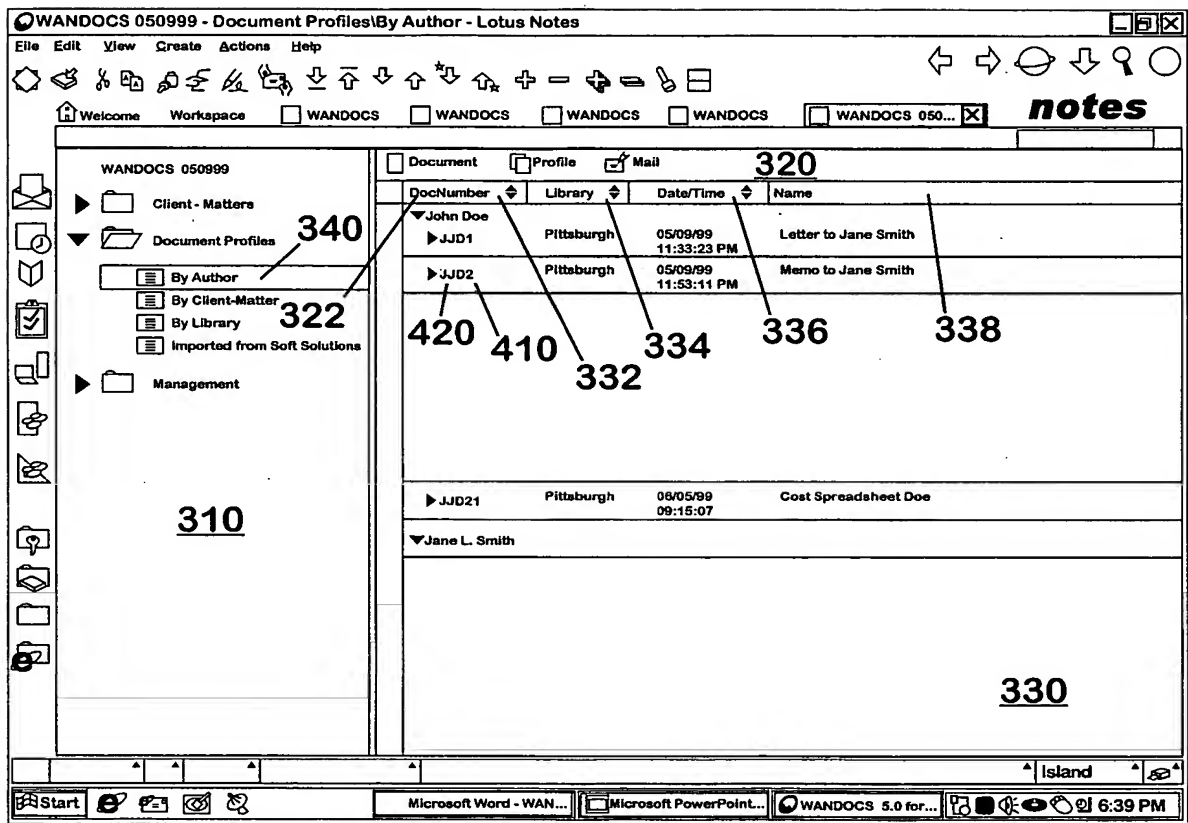 WANDOCS 050999 - Document Profiles\By Author - Lotus Notes
File Edit View Create Actions Help
notes
Welcome Workspace WANDOCS WANDOCS WANDOCS WANDOCS WANDOCS 050...
WANDOCS 050999
Client - Matters
Document Profiles
340
By Author
By Client-Matter
By Library
Imported from Soft Solutions
322
Management
310
Document Profile Mail 320
DocNumber Library Date/Time Name
John Doe
JJD1 Pittsburgh 05/09/99 Letter to Jane Smith
11:33:23 PM
JJD2 Pittsburgh 05/09/99 Memo to Jane Smith
11:53:11 PM
420 410 332 334 336 338
JJD21 Pittsburgh 06/05/99 Cost Spreadsheet Doe
09:15:07
Jane L. Smith
330
Island
Start Microsoft Word - WAN... Microsoft PowerPoint... WANDOCS 5.0 for... 6:39 PM